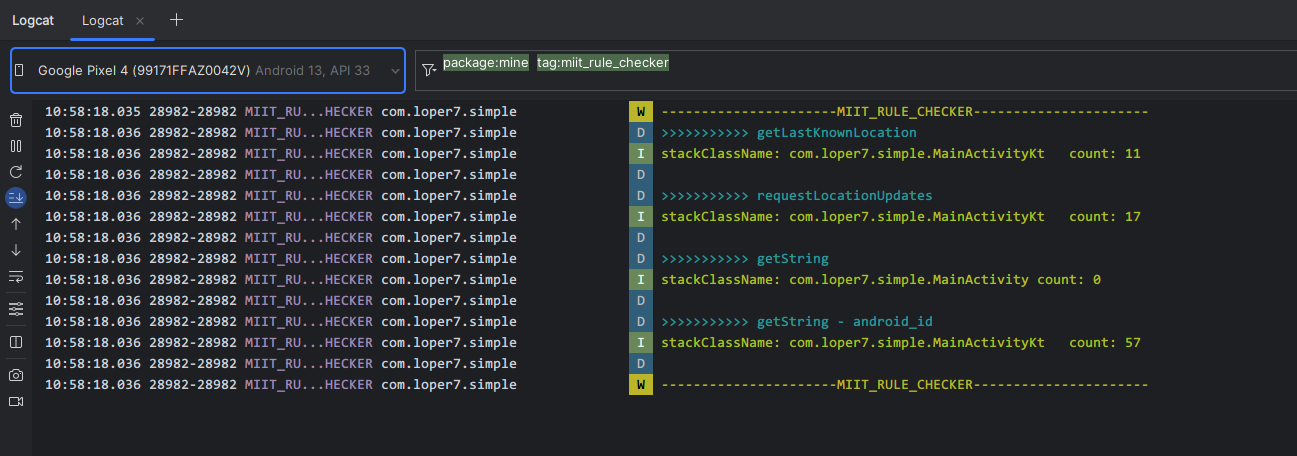 Logcat Logcat × +
Google Pixel 4 (99171FFAZ0042V) Android 13, API 33 package:mine tag:miit_rule_checker
10:58:18.035 28982-28982 MIIT_RU...HECKER com.loper7.simple W ----------------------MIIT_RULE_CHECKER----------------------
10:58:18.036 28982-28982 MIIT_RU...HECKER com.loper7.simple D >>>>>>>>>>> getLastKnownLocation
10:58:18.036 28982-28982 MIIT_RU...HECKER com.loper7.simple I stackClassName: com.loper7.simple.MainActivityKt   count: 11
10:58:18.036 28982-28982 MIIT_RU...HECKER com.loper7.simple D
10:58:18.036 28982-28982 MIIT_RU...HECKER com.loper7.simple D >>>>>>>>>>> requestLocationUpdates
10:58:18.036 28982-28982 MIIT_RU...HECKER com.loper7.simple I stackClassName: com.loper7.simple.MainActivityKt   count: 17
10:58:18.036 28982-28982 MIIT_RU...HECKER com.loper7.simple D
10:58:18.036 28982-28982 MIIT_RU...HECKER com.loper7.simple D >>>>>>>>>>> getString
10:58:18.036 28982-28982 MIIT_RU...HECKER com.loper7.simple I stackClassName: com.loper7.simple.MainActivity count: 0
10:58:18.036 28982-28982 MIIT_RU...HECKER com.loper7.simple D
10:58:18.036 28982-28982 MIIT_RU...HECKER com.loper7.simple D >>>>>>>>>>> getString - android_id
10:58:18.036 28982-28982 MIIT_RU...HECKER com.loper7.simple I stackClassName: com.loper7.simple.MainActivityKt   count: 57
10:58:18.036 28982-28982 MIIT_RU...HECKER com.loper7.simple D
10:58:18.036 28982-28982 MIIT_RU...HECKER com.loper7.simple W ----------------------MIIT_RULE_CHECKER----------------------